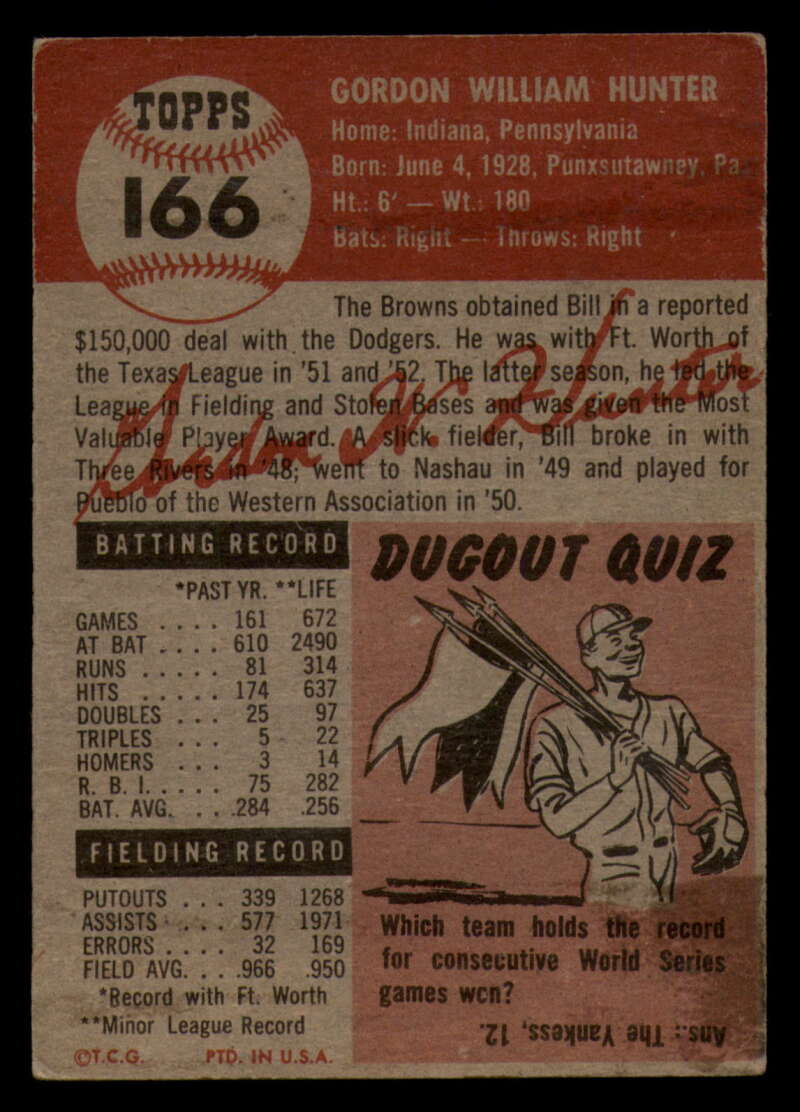 TOPPS
166
GORDON WILLIAM HUNTER
Home: Indiana, Pennsylvania
Born: June 4, 1928, Punxsutawney, Pa.
Ht.: 6' — Wt.: 180
Bats: Right — Throws: Right
The Browns obtained Bill in a reported
$150,000 deal with the Dodgers. He was with Ft. Worth of
the Texas League in '51 and '52. The latter season, he led the
League in Fielding and Stolen Bases and was given the Most
Valuable Player Award. A slick fielder, Bill broke in with
Three Rivers in '48; went to Nashau in '49 and played for
Pueblo of the Western Association in '50.
Gordon W. Hunter
BATTING RECORD
*PAST YR. **LIFE
GAMES .... 161 672
AT BAT .... 610 2490
RUNS ..... 81 314
HITS ..... 174 637
DOUBLES ... 25 97
TRIPLES ... 5 22
HOMERS ... 3 14
R. B. I. .... 75 282
BAT. AVG. ... .284 .256
FIELDING RECORD
PUTOUTS ... 339 1268
ASSISTS .... 577 1971
ERRORS .... 32 169
FIELD AVG. ... .966 .950
*Record with Ft. Worth
**Minor League Record
©T.C.G. PTD. IN U.S.A.
DUGOUT QUIZ
Which team holds the record
for consecutive World Series
games won?
Ans.: The Yankess, 12.